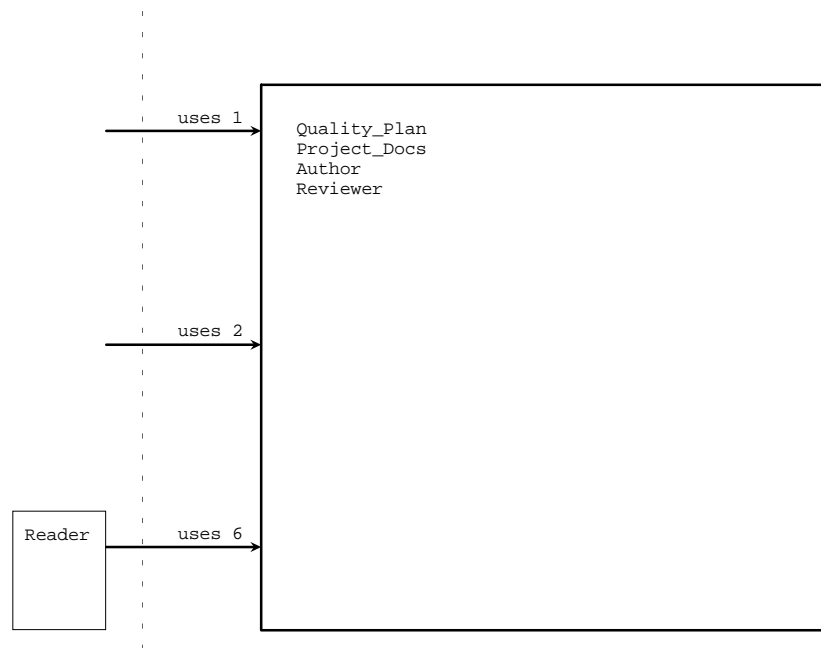 uses 1
Quality_Plan
Project_Docs
Author
Reviewer
uses 2
Reader
uses 6